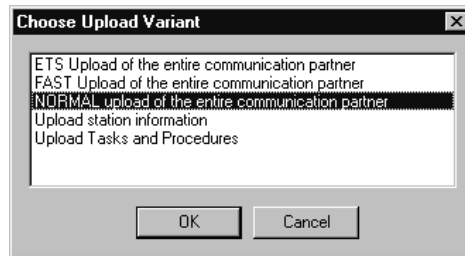 Choose Upload Variant
ETS Upload of the entire communication partner
FAST Upload of the entire communication partner
NORMAL upload of the entire communication partner
Upload station information
Upload Tasks and Procedures
OK Cancel